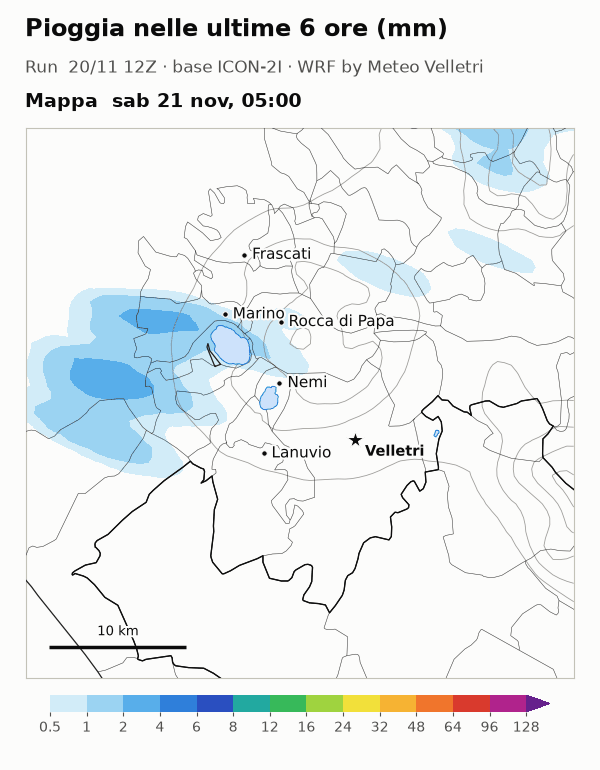 Pioggia nelle ultime 6 ore (mm)
Run  20/11 12Z · base ICON-2I · WRF by Meteo Velletri
Mappa  sab 21 nov, 05:00
Frascati
Marino
Rocca di Papa
Nemi
Velletri
Lanuvio
10 km
0.5 1 2 4 6 8 12 16 24 32 48 64 96 128